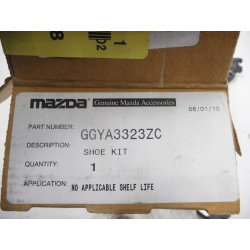 1
mazda Genuine Mazda Accessories 06/01/10
PART NUMBER: GGYA3323ZC
DESCRIPTION: SHOE KIT
QUANTITY: 1
APPLICATION: NO APPLICABLE SHELF LIFE